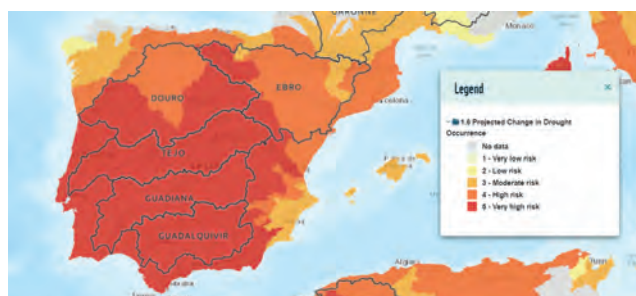 GARONNE
Monaco
DOURO
EBRO
TEJO
GUADIANA
GUADALQUIVIR
Legend
×
1.6 Projected Change in Drought
Occurrence
No data
1 - Very low risk
2 - Low risk
3 - Moderate risk
4 - High risk
5 - Very high risk